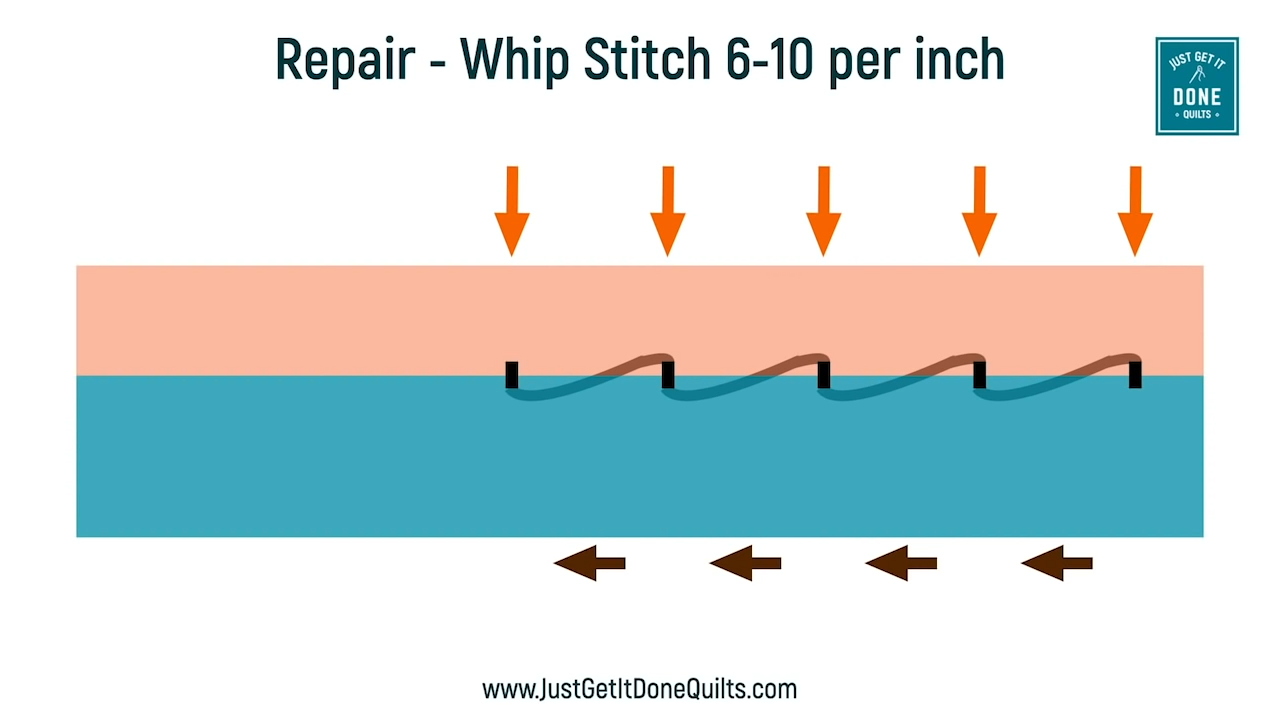 Repair - Whip Stitch 6-10 per inch
JUST GET IT
DONE
QUILTS
www.JustGetItDoneQuilts.com